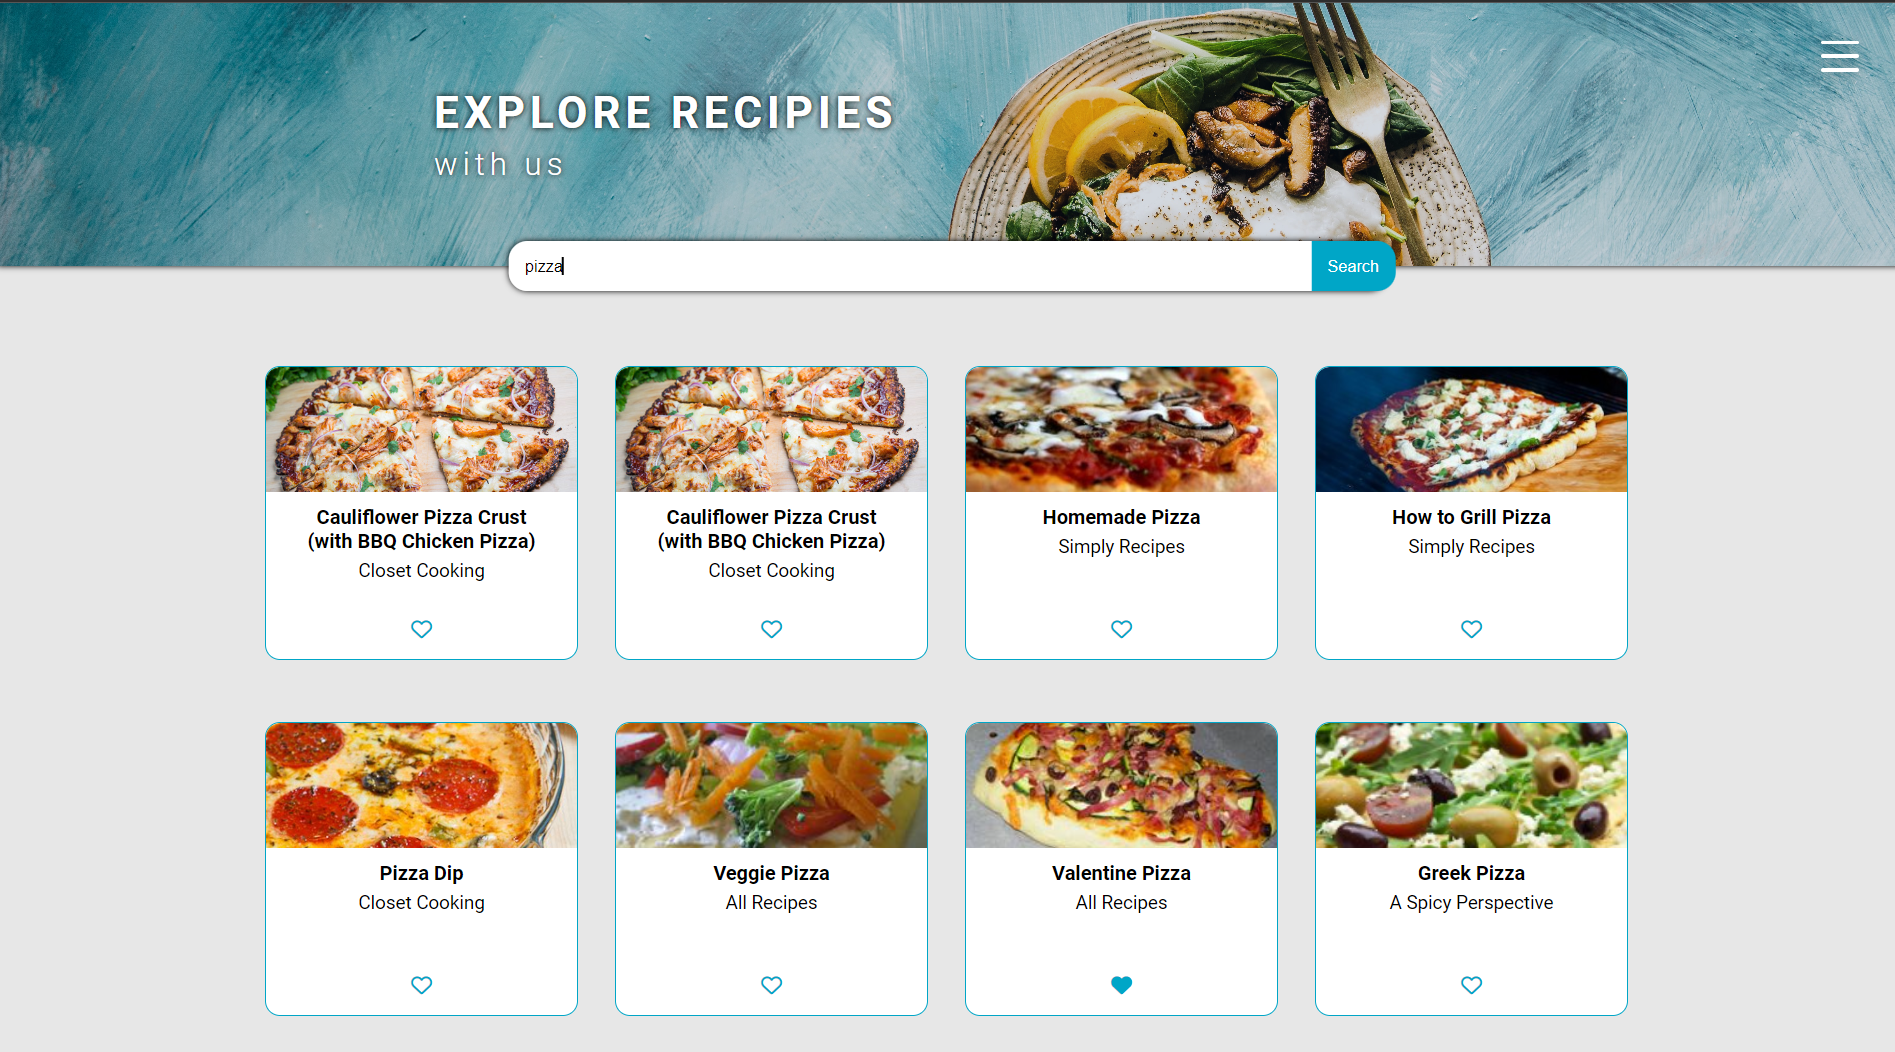 EXPLORE RECIPIES
with us
pizza
Search
Cauliflower Pizza Crust
(with BBQ Chicken Pizza)
Closet Cooking
Cauliflower Pizza Crust
(with BBQ Chicken Pizza)
Closet Cooking
Homemade Pizza
Simply Recipes
How to Grill Pizza
Simply Recipes
Pizza Dip
Closet Cooking
Veggie Pizza
All Recipes
Valentine Pizza
All Recipes
Greek Pizza
A Spicy Perspective